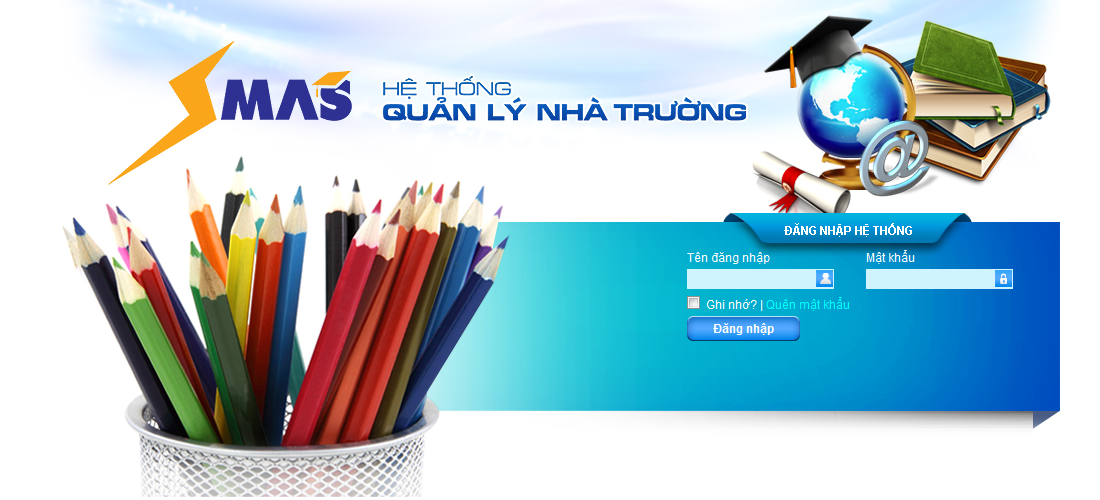 SMAS
HỆ THỐNG
QUẢN LÝ NHÀ TRƯỜNG
@
ĐĂNG NHẬP HỆ THỐNG
Tên đăng nhập Mật khẩu
Ghi nhớ? | Quên mật khẩu
Đăng nhập